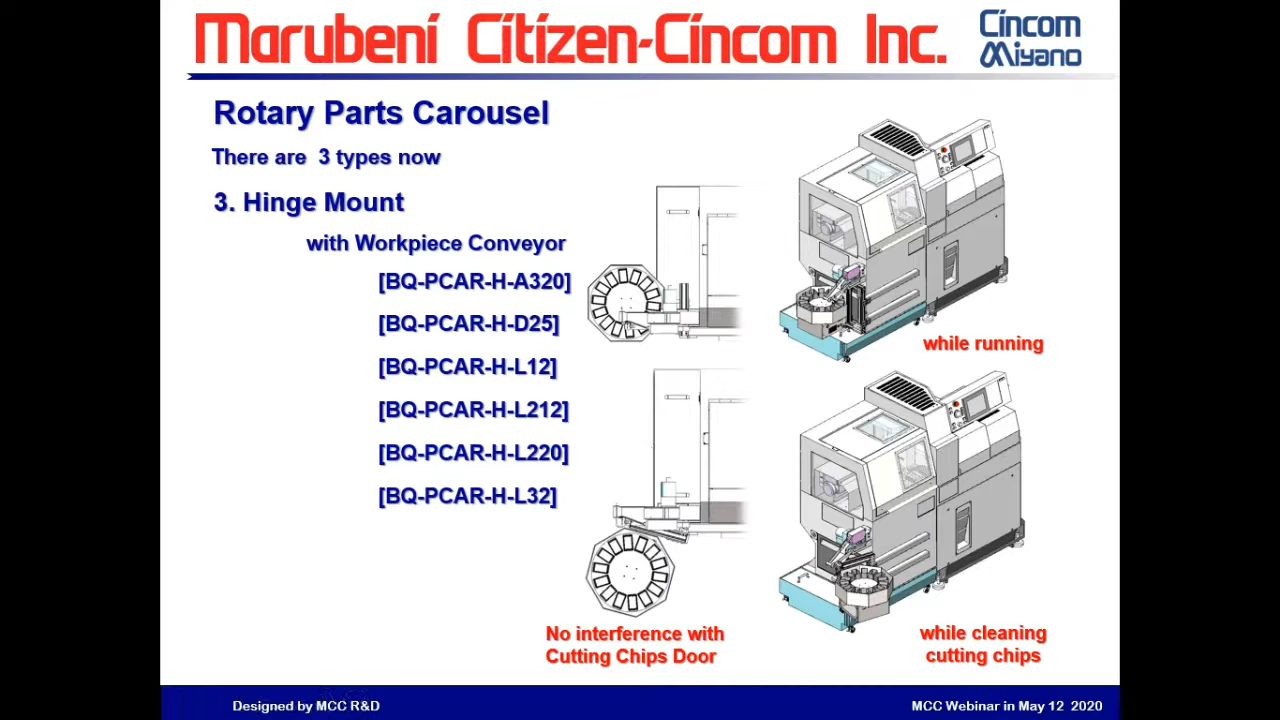 Marubeni Citizen-Cincom Inc.
Cincom
Miyano
Rotary Parts Carousel
There are 3 types now
3. Hinge Mount
with Workpiece Conveyor
[BQ-PCAR-H-A320]
[BQ-PCAR-H-D25]
[BQ-PCAR-H-L12]
[BQ-PCAR-H-L212]
[BQ-PCAR-H-L220]
[BQ-PCAR-H-L32]
while running
No interference with
Cutting Chips Door
while cleaning
cutting chips
Designed by MCC R&D
MCC Webinar in May 12 2020